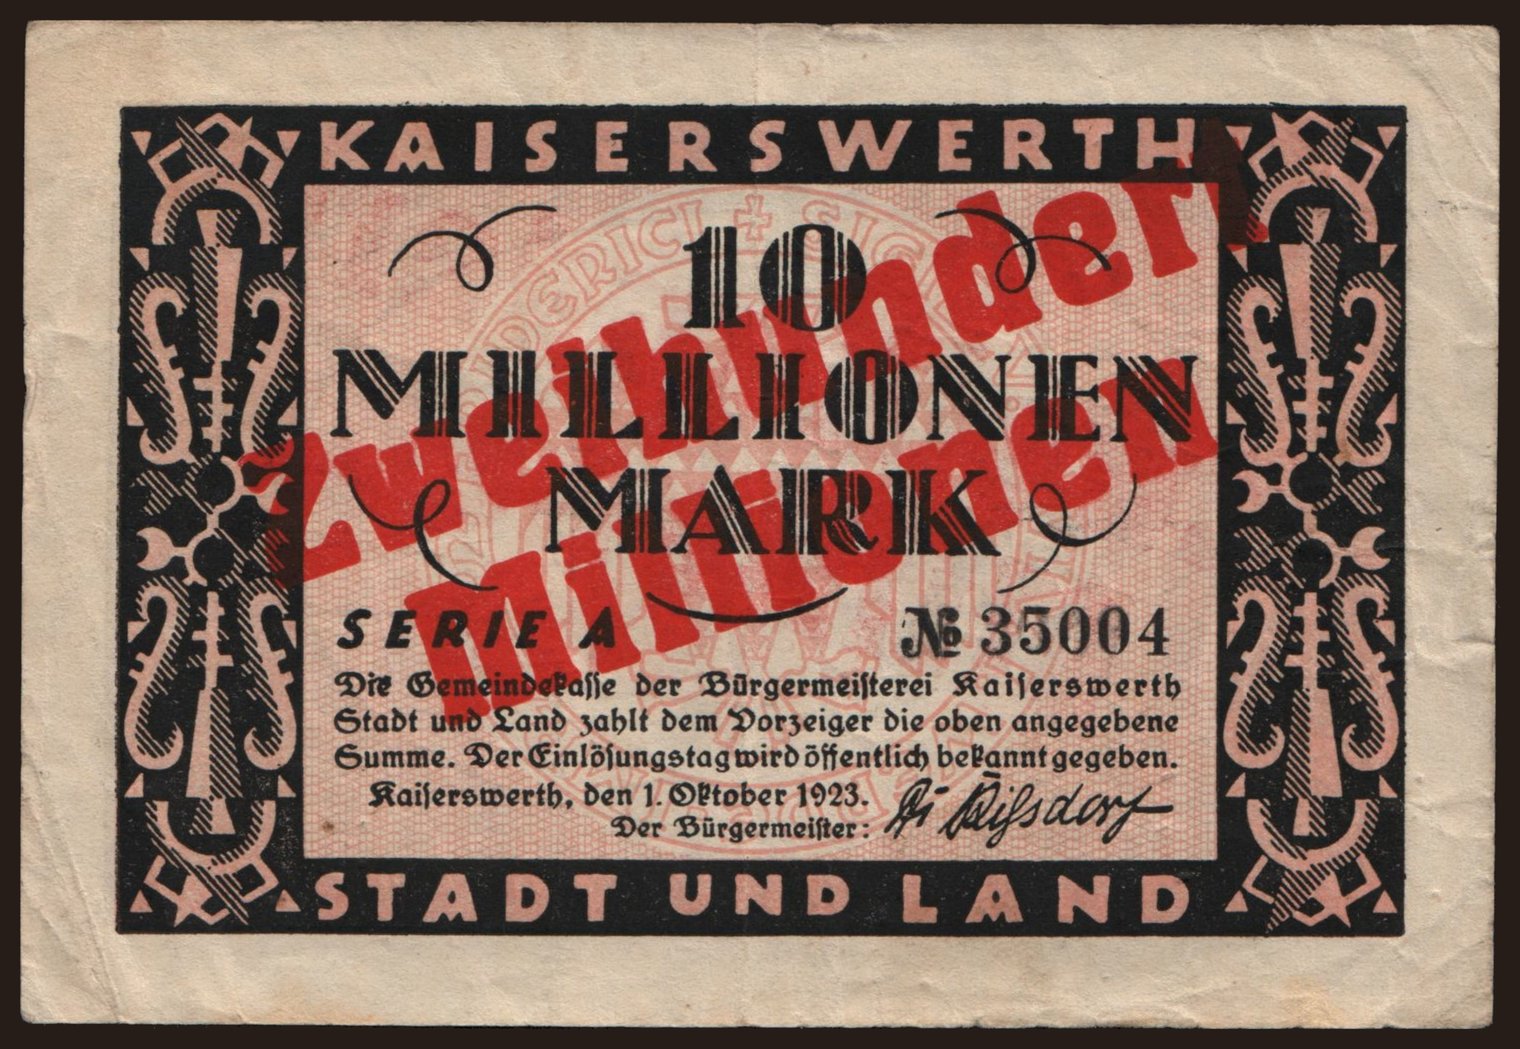 KAISERSWERTH
10
MILLIONEN
MARK
Zweihundert
Millionen
SERIE A № 35004
Die Gemeindekasse der Bürgermeisterei Kaiserswerth
Stadt und Land zahlt dem Vorzeiger die oben angegebene
Summe. Der Einlösungstag wird öffentlich bekannt gegeben.
Kaiserswerth, den 1. Oktober 1923.
Der Bürgermeister:
STADT UND LAND